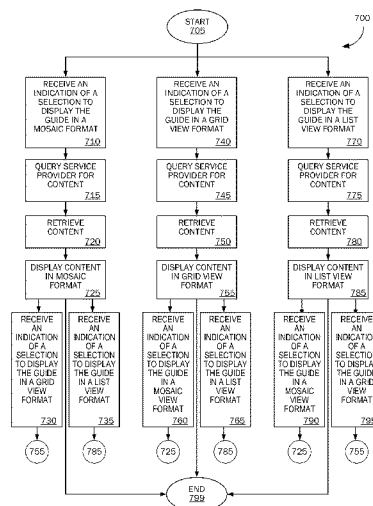 START
705
700
RECEIVE AN
INDICATION OF A
SELECTION TO
DISPLAY THE
GUIDE IN A
MOSAIC FORMAT
710
RECEIVE AN
INDICATION OF A
SELECTION TO
DISPLAY THE
GUIDE IN A GRID
VIEW FORMAT
740
RECEIVE AN
INDICATION OF A
SELECTION TO
DISPLAY THE
GUIDE IN A LIST
VIEW FORMAT
770
QUERY SERVICE
PROVIDER FOR
CONTENT
715
QUERY SERVICE
PROVIDER FOR
CONTENT
745
QUERY SERVICE
PROVIDER FOR
CONTENT
775
RETRIEVE
CONTENT
720
RETRIEVE
CONTENT
750
RETRIEVE
CONTENT
780
DISPLAY CONTENT
IN MOSAIC
FORMAT
725
DISPLAY CONTENT
IN GRID VIEW
FORMAT
755
DISPLAY CONTENT
IN LIST VIEW
FORMAT
785
RECEIVE
AN
INDICATION
OF A
SELECTION
TO DISPLAY
THE GUIDE
IN A GRID
VIEW
FORMAT
730
RECEIVE
AN
INDICATION
OF A
SELECTION
TO DISPLAY
THE GUIDE
IN A LIST
VIEW
FORMAT
735
RECEIVE
AN
INDICATION
OF A
SELECTION
TO DISPLAY
THE GUIDE
IN A
MOSAIC
VIEW
FORMAT
760
RECEIVE
AN
INDICATION
OF A
SELECTION
TO DISPLAY
THE GUIDE
IN A LIST
VIEW
FORMAT
765
RECEIVE
AN
INDICATION
OF A
SELECTION
TO DISPLAY
THE GUIDE
IN A
MOSAIC
VIEW
FORMAT
790
RECEIVE
AN
INDICATION
OF A
SELECTION
TO DISPLAY
THE GUIDE
IN A GRID
VIEW
FORMAT
795
755
785
725
785
725
755
END
799